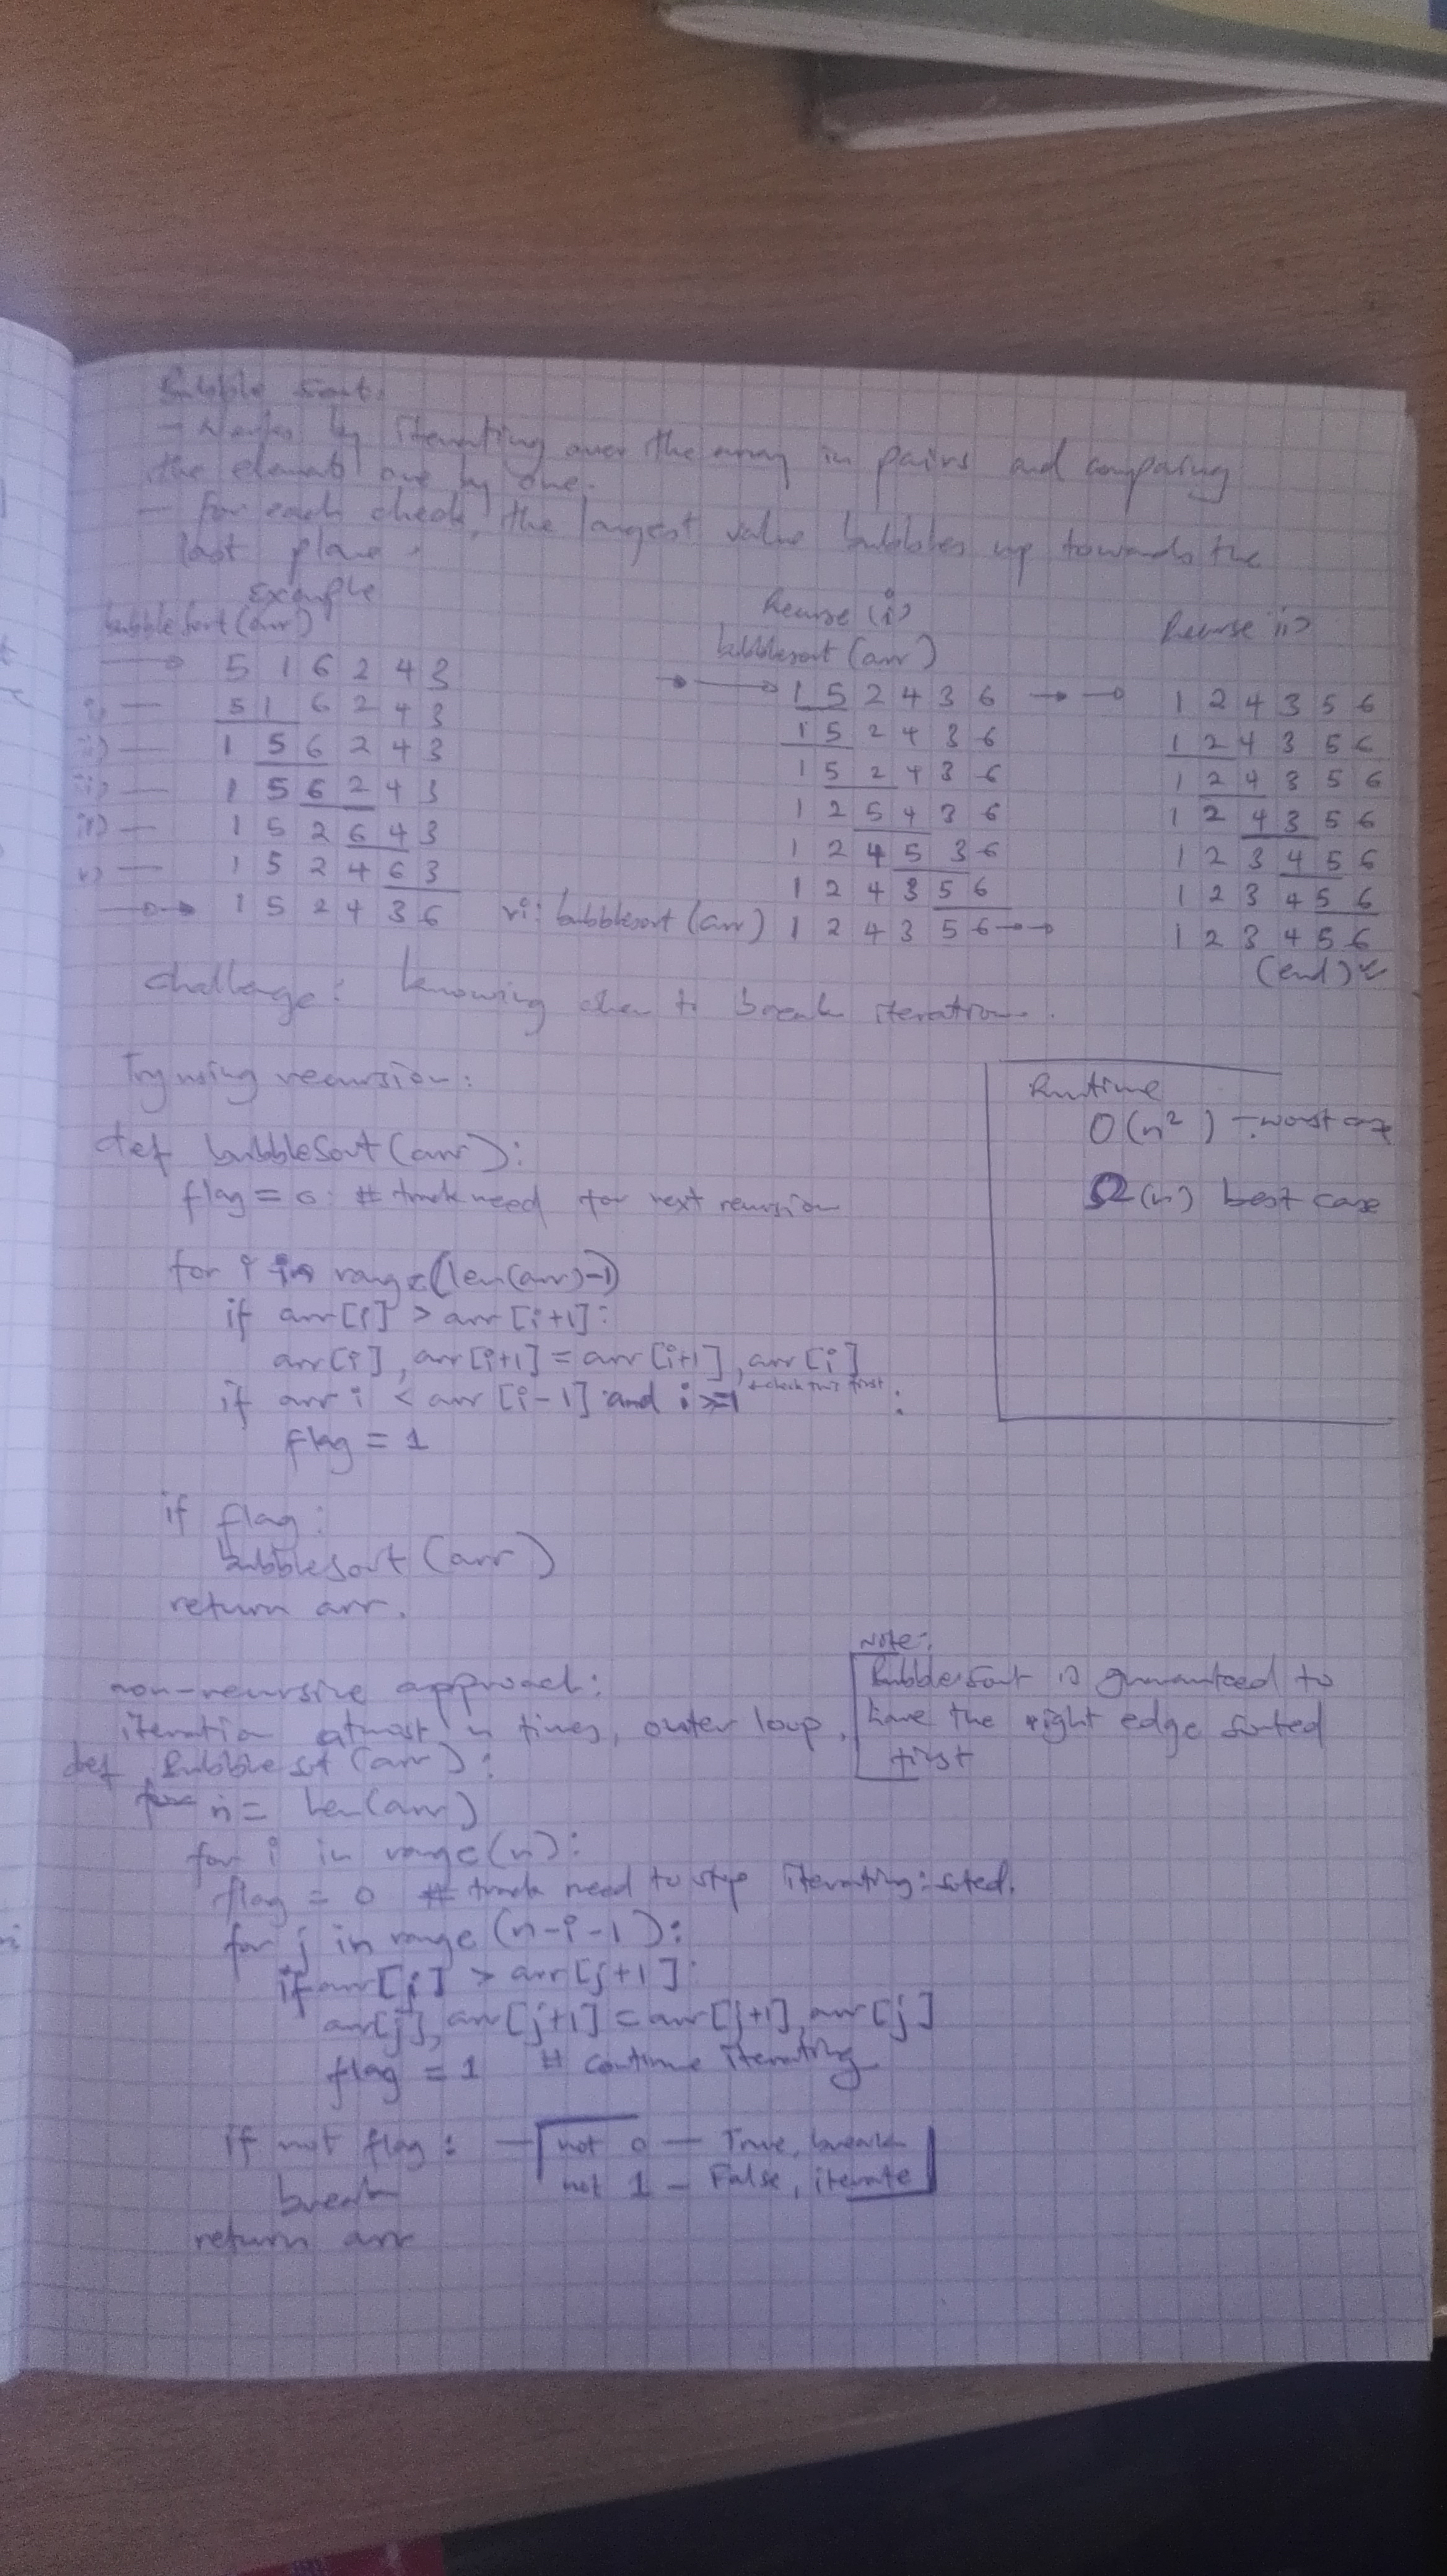 Bubble Sort.
- Works by iterating over the array in pairs and comparing
the elements one by one.
- for each check, the largest value bubbles up towards the
last place.
Example
bubbleSort(arr)
5 1 6 2 4 3
i) — 5 1 6 2 4 3
ii) — 1 5 6 2 4 3
iii) — 1 5 6 2 4 3
iv) — 1 5 2 6 4 3
v) — 1 5 2 4 6 3
1 5 2 4 3 6
vi: bubblesort(arr)
Recurse (i)
bubblesort(arr)
1 5 2 4 3 6
1 5 2 4 3 6
1 5 2 4 3 6
1 2 5 4 3 6
1 2 4 5 3 6
1 2 4 3 5 6
1 2 4 3 5 6
Recurse ii)
1 2 4 3 5 6
1 2 4 3 5 6
1 2 4 3 5 6
1 2 4 3 5 6
1 2 3 4 5 6
1 2 3 4 5 6
1 2 3 4 5 6
(end)
Challenge: knowing when to break iteration.
Try using recursion:
def bubbleSort(arr):
flag = 0 # track need for next recursion
for i in range(len(arr)-1)
if arr[i] > arr[i+1]:
arr[i], arr[i+1] = arr[i+1], arr[i]
if arr i < arr[i-1] and i>=1 check this first:
flag = 1
if flag:
bubblesort(arr)
return arr.
Runtime
O(n²) - worst case
Ω(n) best case
non-recursive approach:
iteration atmost n times, outer loop.
Note:
Bubblesort is guaranteed to
have the right edge sorted
first
def Bubblesort(arr):
n = len(arr)
for i in range(n):
flag = 0 # track need to stop iterating: sorted.
for j in range(n-i-1):
if arr[j] > arr[j+1]:
arr[j], arr[j+1] = arr[j+1], arr[j]
flag = 1 # continue iterating
if not flag: — not 0 — True, break
not 1 — False, iterate
break
return arr